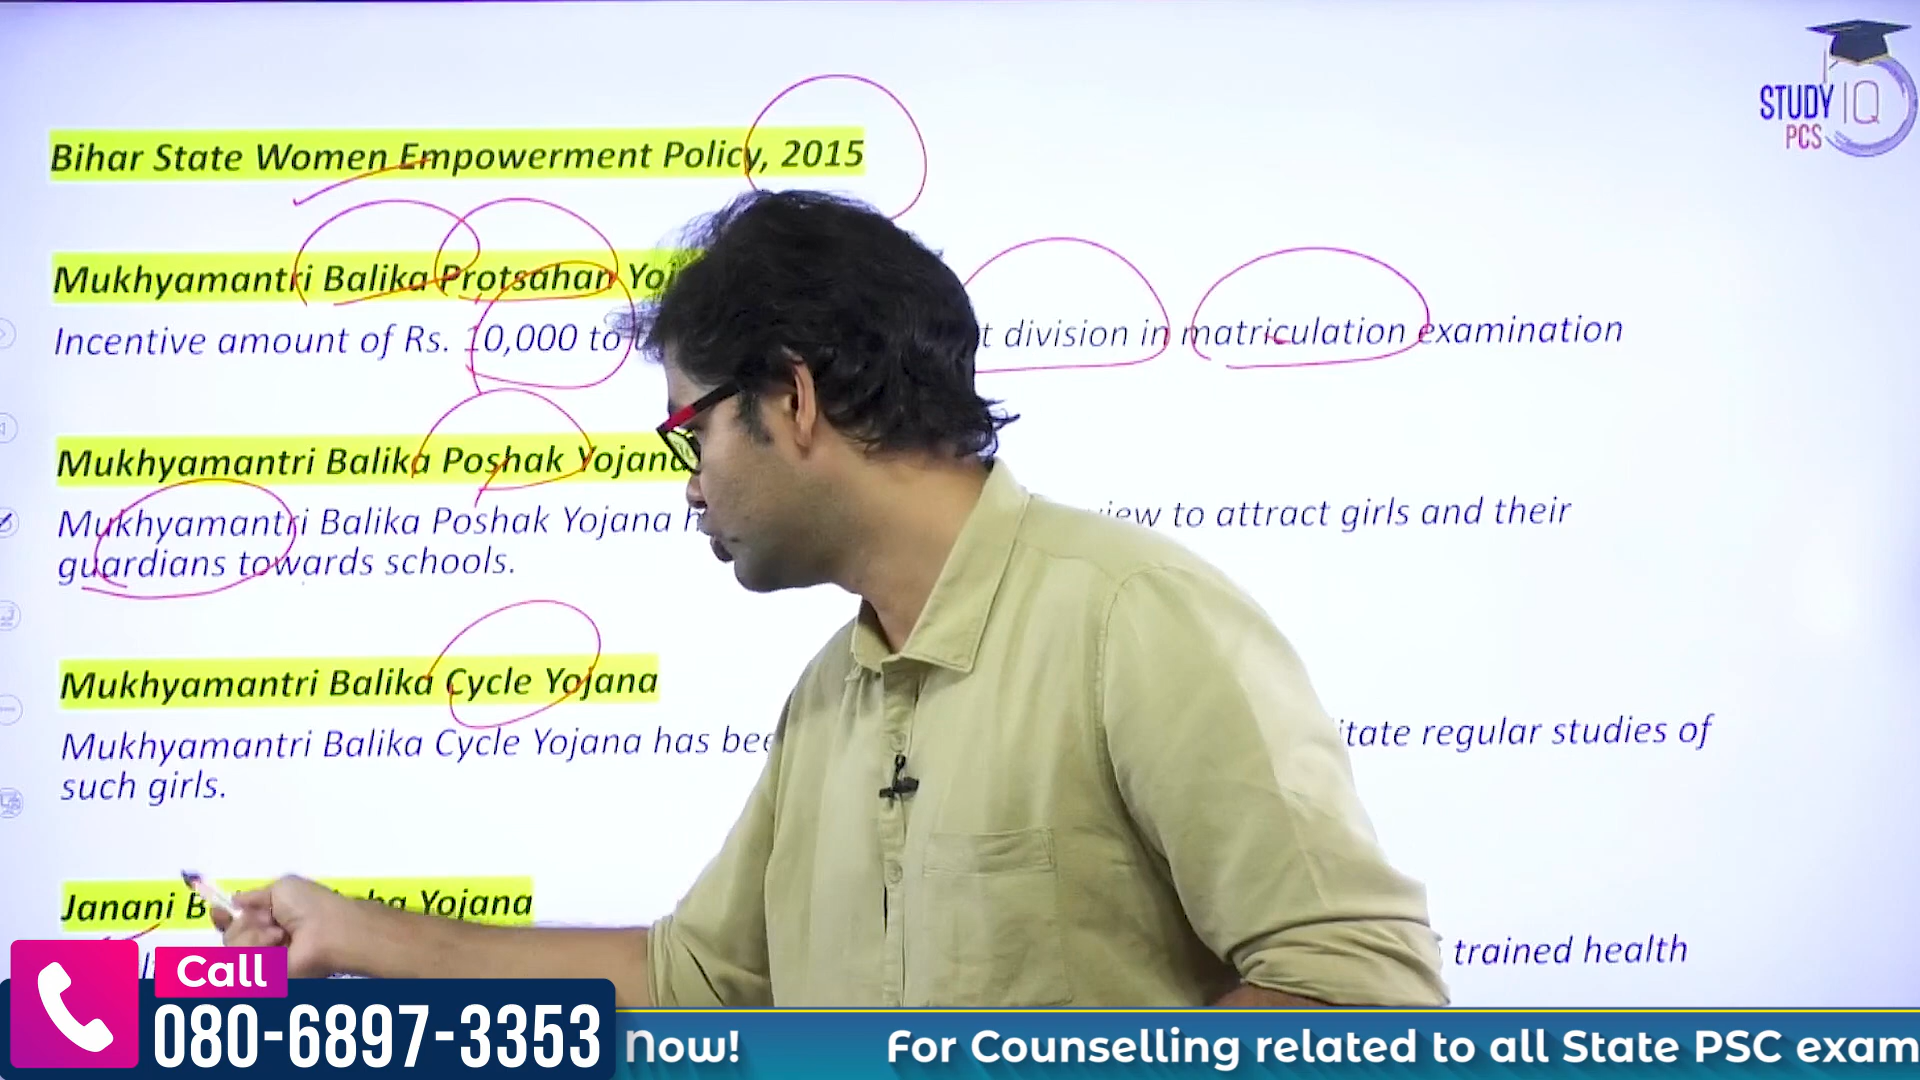 STUDY IQ
PCS
Bihar State Women Empowerment Policy, 2015
Mukhyamantri Balika Protsahan
Incentive amount of Rs. 10,000 to division in matriculation examination
Mukhyamantri Balika Poshak Yojana
Mukhyamantri Balika Poshak Yojana view to attract girls and their
guardians towards schools.
Mukhyamantri Balika Cycle Yojana
Mukhyamantri Balika Cycle Yojana has regular studies of
such girls.
Janani Yojana
trained health
Call
080-6897-3353
Now! For Counselling related to all State PSC exam